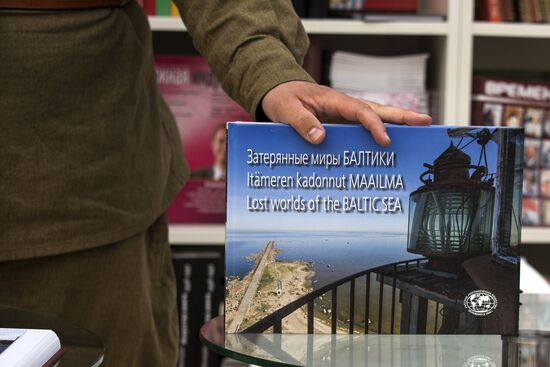 Затерянные миры БАЛТИКИ
Itämeren kadonnut MAAILMA
Lost worlds of the BALTIC SEA
ВРЕМЕН